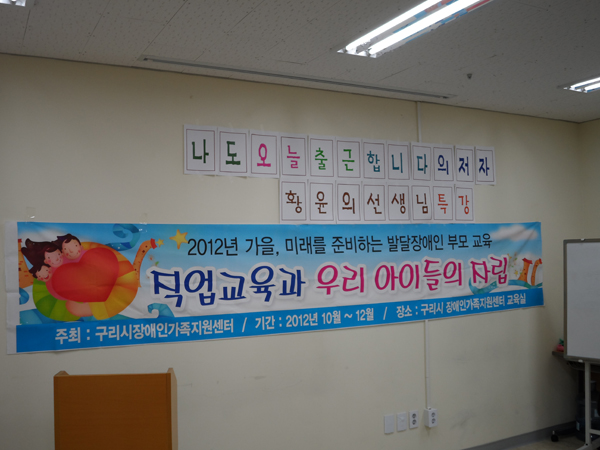 나도오늘출근합니다의저자
황윤의선생님특강
2012년 가을, 미래를 준비하는 발달장애인 부모 교육
직업교육과 우리 아이들의 자립
주최 : 구리시장애인가족지원센터 / 기간 : 2012년 10월 ~ 12월 / 장소 : 구리시 장애인가족지원센터 교육실